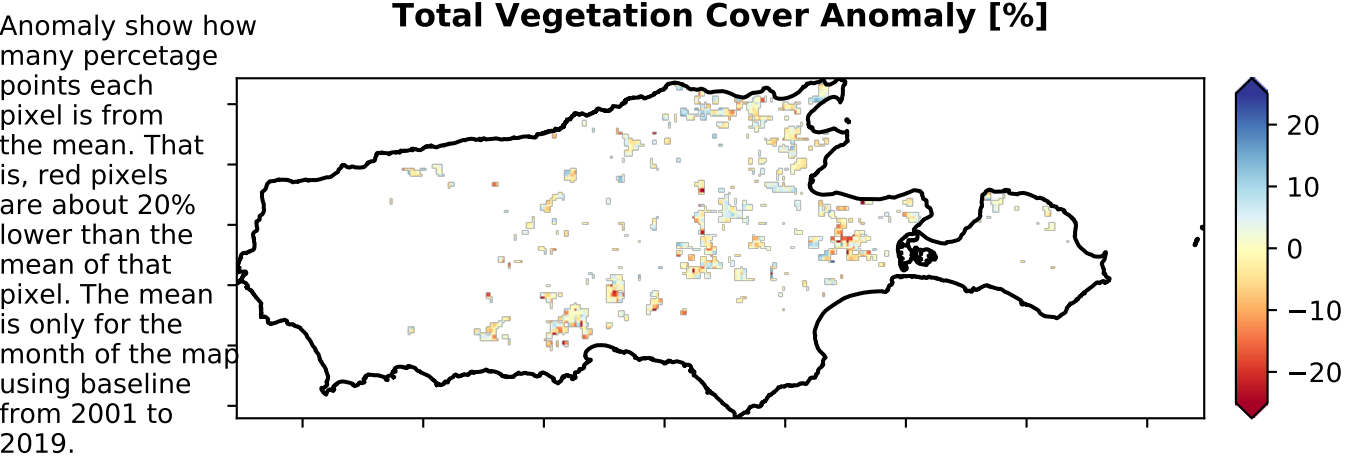 Total Vegetation Cover Anomaly [%]
Anomaly show how
many percetage
points each
pixel is from
the mean. That
is, red pixels
are about 20%
lower than the
mean of that
pixel. The mean
is only for the
month of the map
using baseline
from 2001 to
2019.
20
10
0
−10
−20